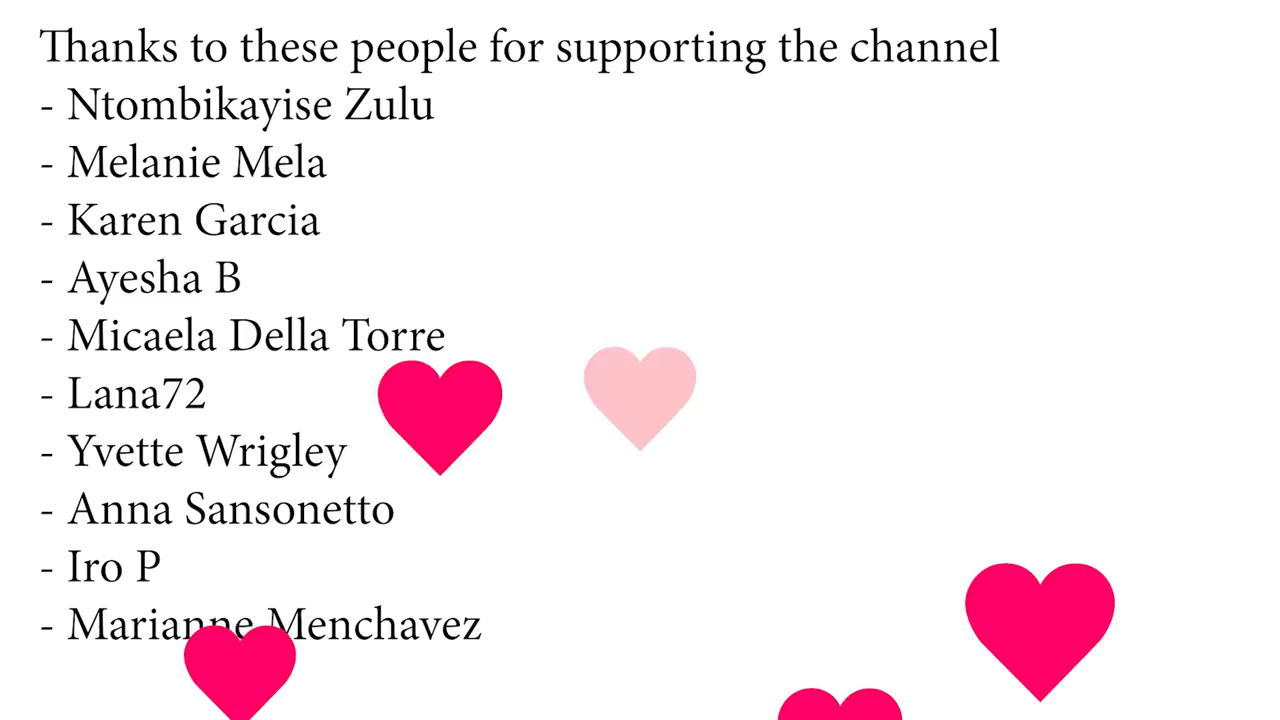 Thanks to these people for supporting the channel
- Ntombikayise Zulu
- Melanie Mela
- Karen Garcia
- Ayesha B
- Micaela Della Torre
- Lana72
- Yvette Wrigley
- Anna Sansonetto
- Iro P
- Marianne Menchavez